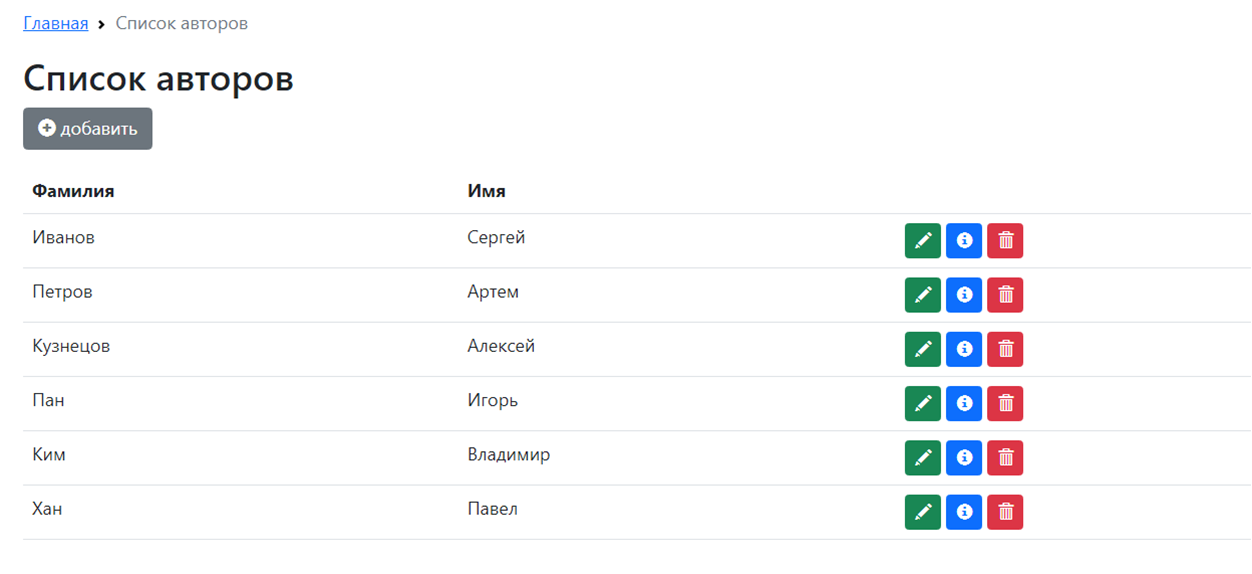 Главная › Список авторов
Список авторов
добавить
Фамилия Имя
Иванов Сергей
Петров Артем
Кузнецов Алексей
Пан Игорь
Ким Владимир
Хан Павел